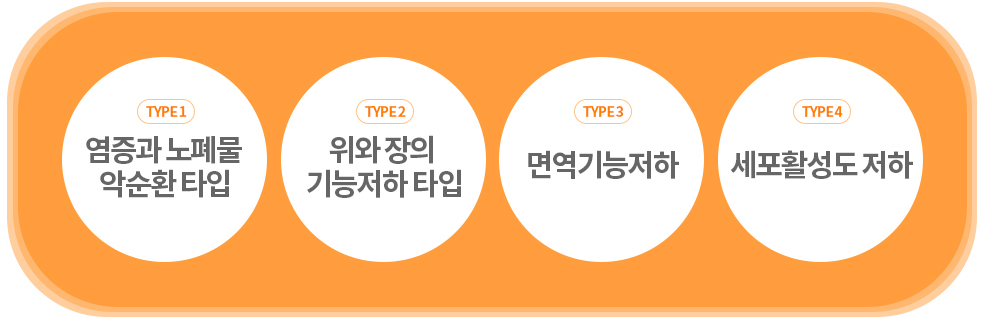 TYPE1
염증과 노폐물
악순환 타입
TYPE2
위와 장의
기능저하 타입
TYPE3
면역기능저하
TYPE4
세포활성도 저하